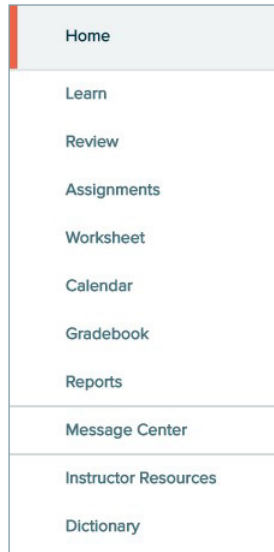 Home
Learn
Review
Assignments
Worksheet
Calendar
Gradebook
Reports
Message Center
Instructor Resources
Dictionary